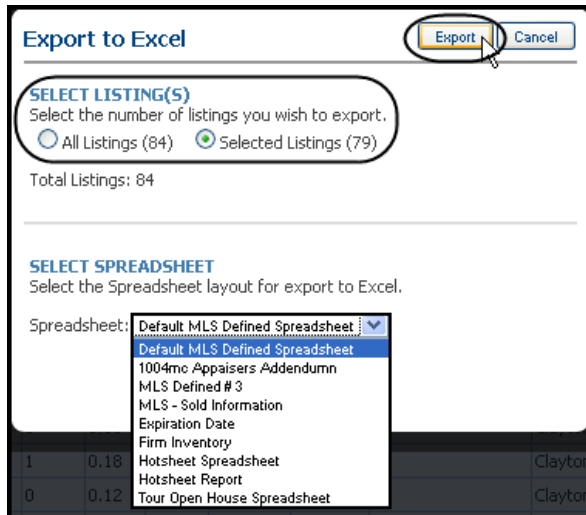 Export to Excel
Export
Cancel
SELECT LISTING(S)
Select the number of listings you wish to export.
All Listings (84)
Selected Listings (79)
Total Listings: 84
SELECT SPREADSHEET
Select the Spreadsheet layout for export to Excel.
Spreadsheet: Default MLS Defined Spreadsheet
Default MLS Defined Spreadsheet
1004mc Appaisers Addendumn
MLS Defined # 3
MLS - Sold Information
Expiration Date
Firm Inventory
Hotsheet Spreadsheet
Hotsheet Report
Tour Open House Spreadsheet
1 0.18 Clayton
0 0.12 Clayto